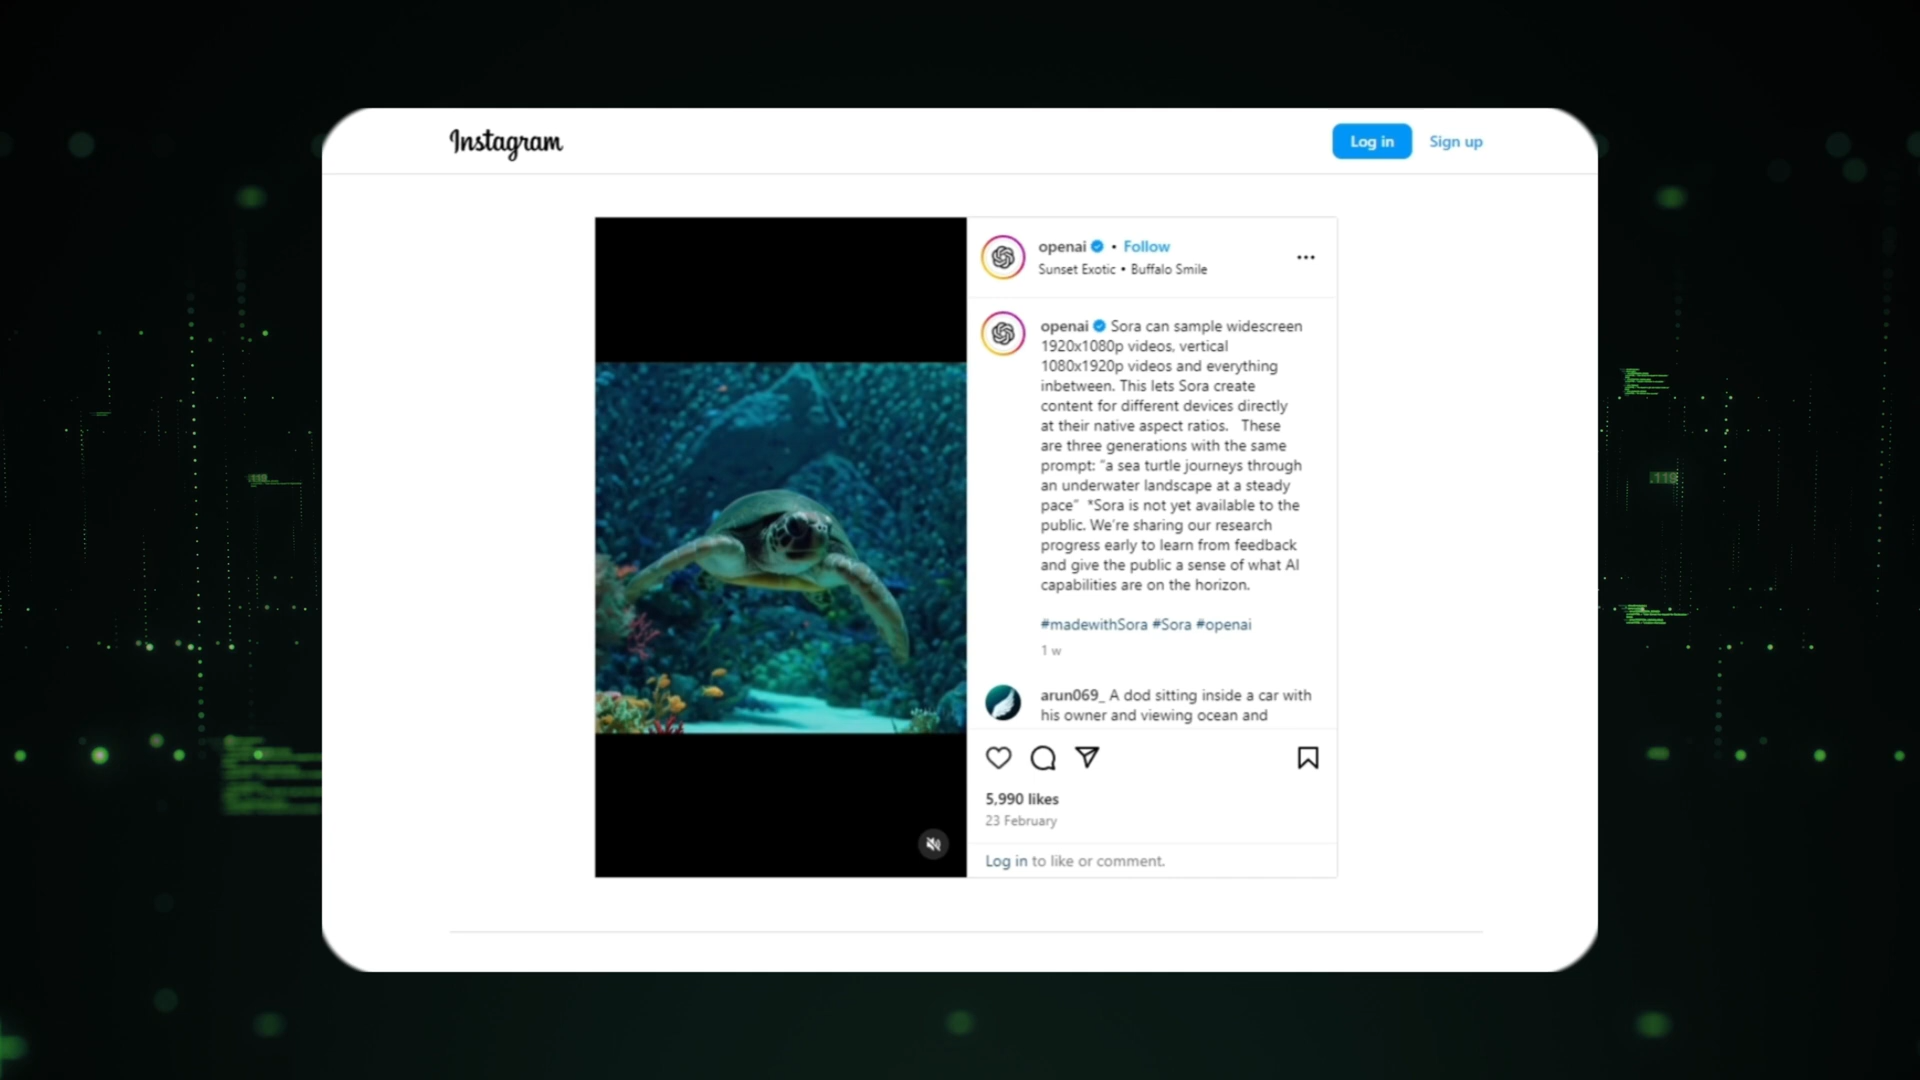 Instagram
Log in
Sign up
openai • Follow
Sunset Exotic • Buffalo Smile
openai Sora can sample widescreen
1920x1080p videos, vertical
1080x1920p videos and everything
inbetween. This lets Sora create
content for different devices directly
at their native aspect ratios.   These
are three generations with the same
prompt: “a sea turtle journeys through
an underwater landscape at a steady
pace”  *Sora is not yet available to the
public. We’re sharing our research
progress early to learn from feedback
and give the public a sense of what AI
capabilities are on the horizon.
#madewithSora #Sora #openai
1 w
arun069_ A dod sitting inside a car with
his owner and viewing ocean and
5,990 likes
23 February
Log in to like or comment.